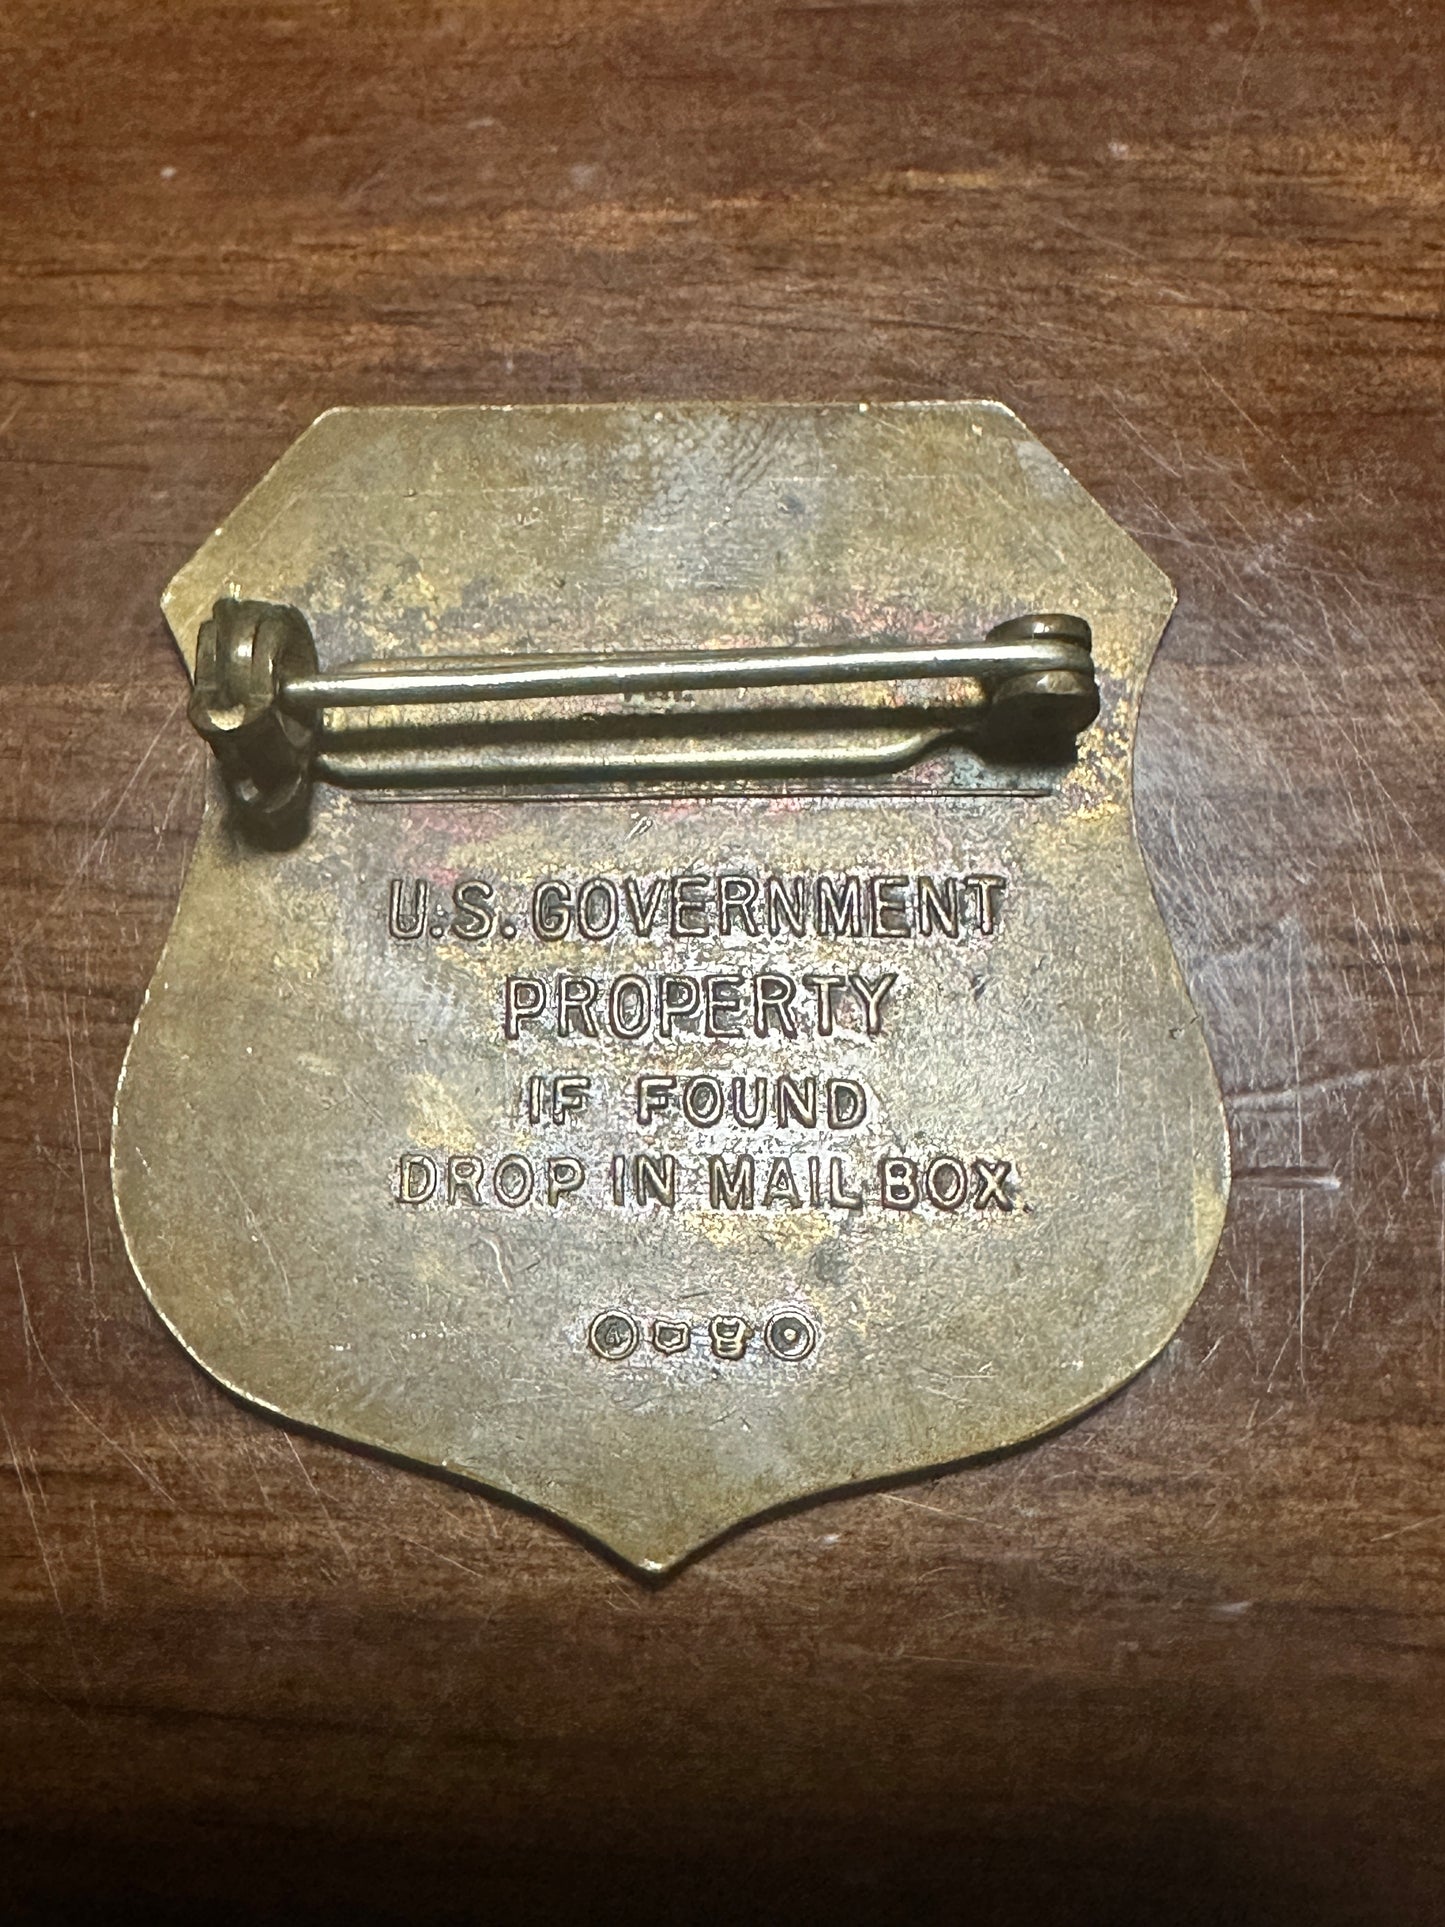 U.S. GOVERNMENT
PROPERTY
IF FOUND
DROP IN MAIL BOX.